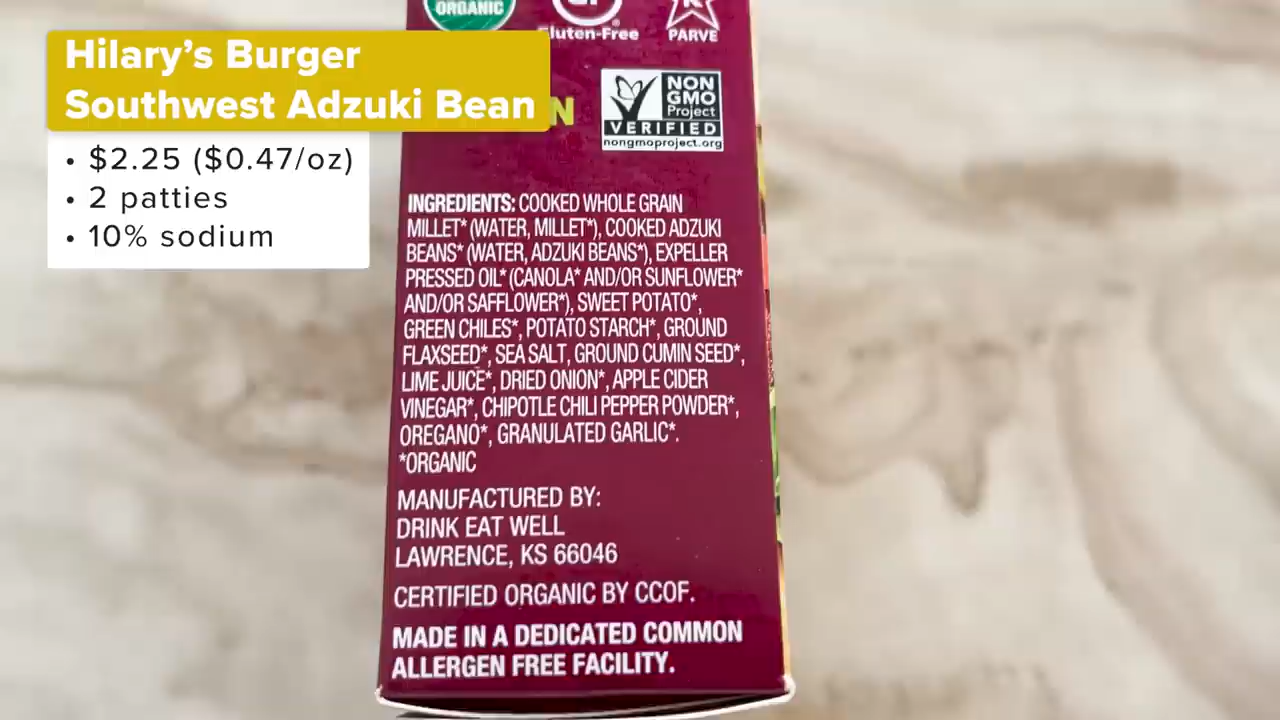 Hilary's Burger
Southwest Adzuki Bean
• $2.25 ($0.47/oz)
• 2 patties
• 10% sodium
ORGANIC
Gluten-Free
PARVE
K
N
NON
GMO
Project
VERIFIED
nongmoproject.org
INGREDIENTS: COOKED WHOLE GRAIN
MILLET* (WATER, MILLET*), COOKED ADZUKI
BEANS* (WATER, ADZUKI BEANS*), EXPELLER
PRESSED OIL* (CANOLA* AND/OR SUNFLOWER*
AND/OR SAFFLOWER*), SWEET POTATO*,
GREEN CHILES*, POTATO STARCH*, GROUND
FLAXSEED*, SEA SALT, GROUND CUMIN SEED*,
LIME JUICE*, DRIED ONION*, APPLE CIDER
VINEGAR*, CHIPOTLE CHILI PEPPER POWDER*,
OREGANO*, GRANULATED GARLIC*.
*ORGANIC
MANUFACTURED BY:
DRINK EAT WELL
LAWRENCE, KS 66046
CERTIFIED ORGANIC BY CCOF.
MADE IN A DEDICATED COMMON
ALLERGEN FREE FACILITY.